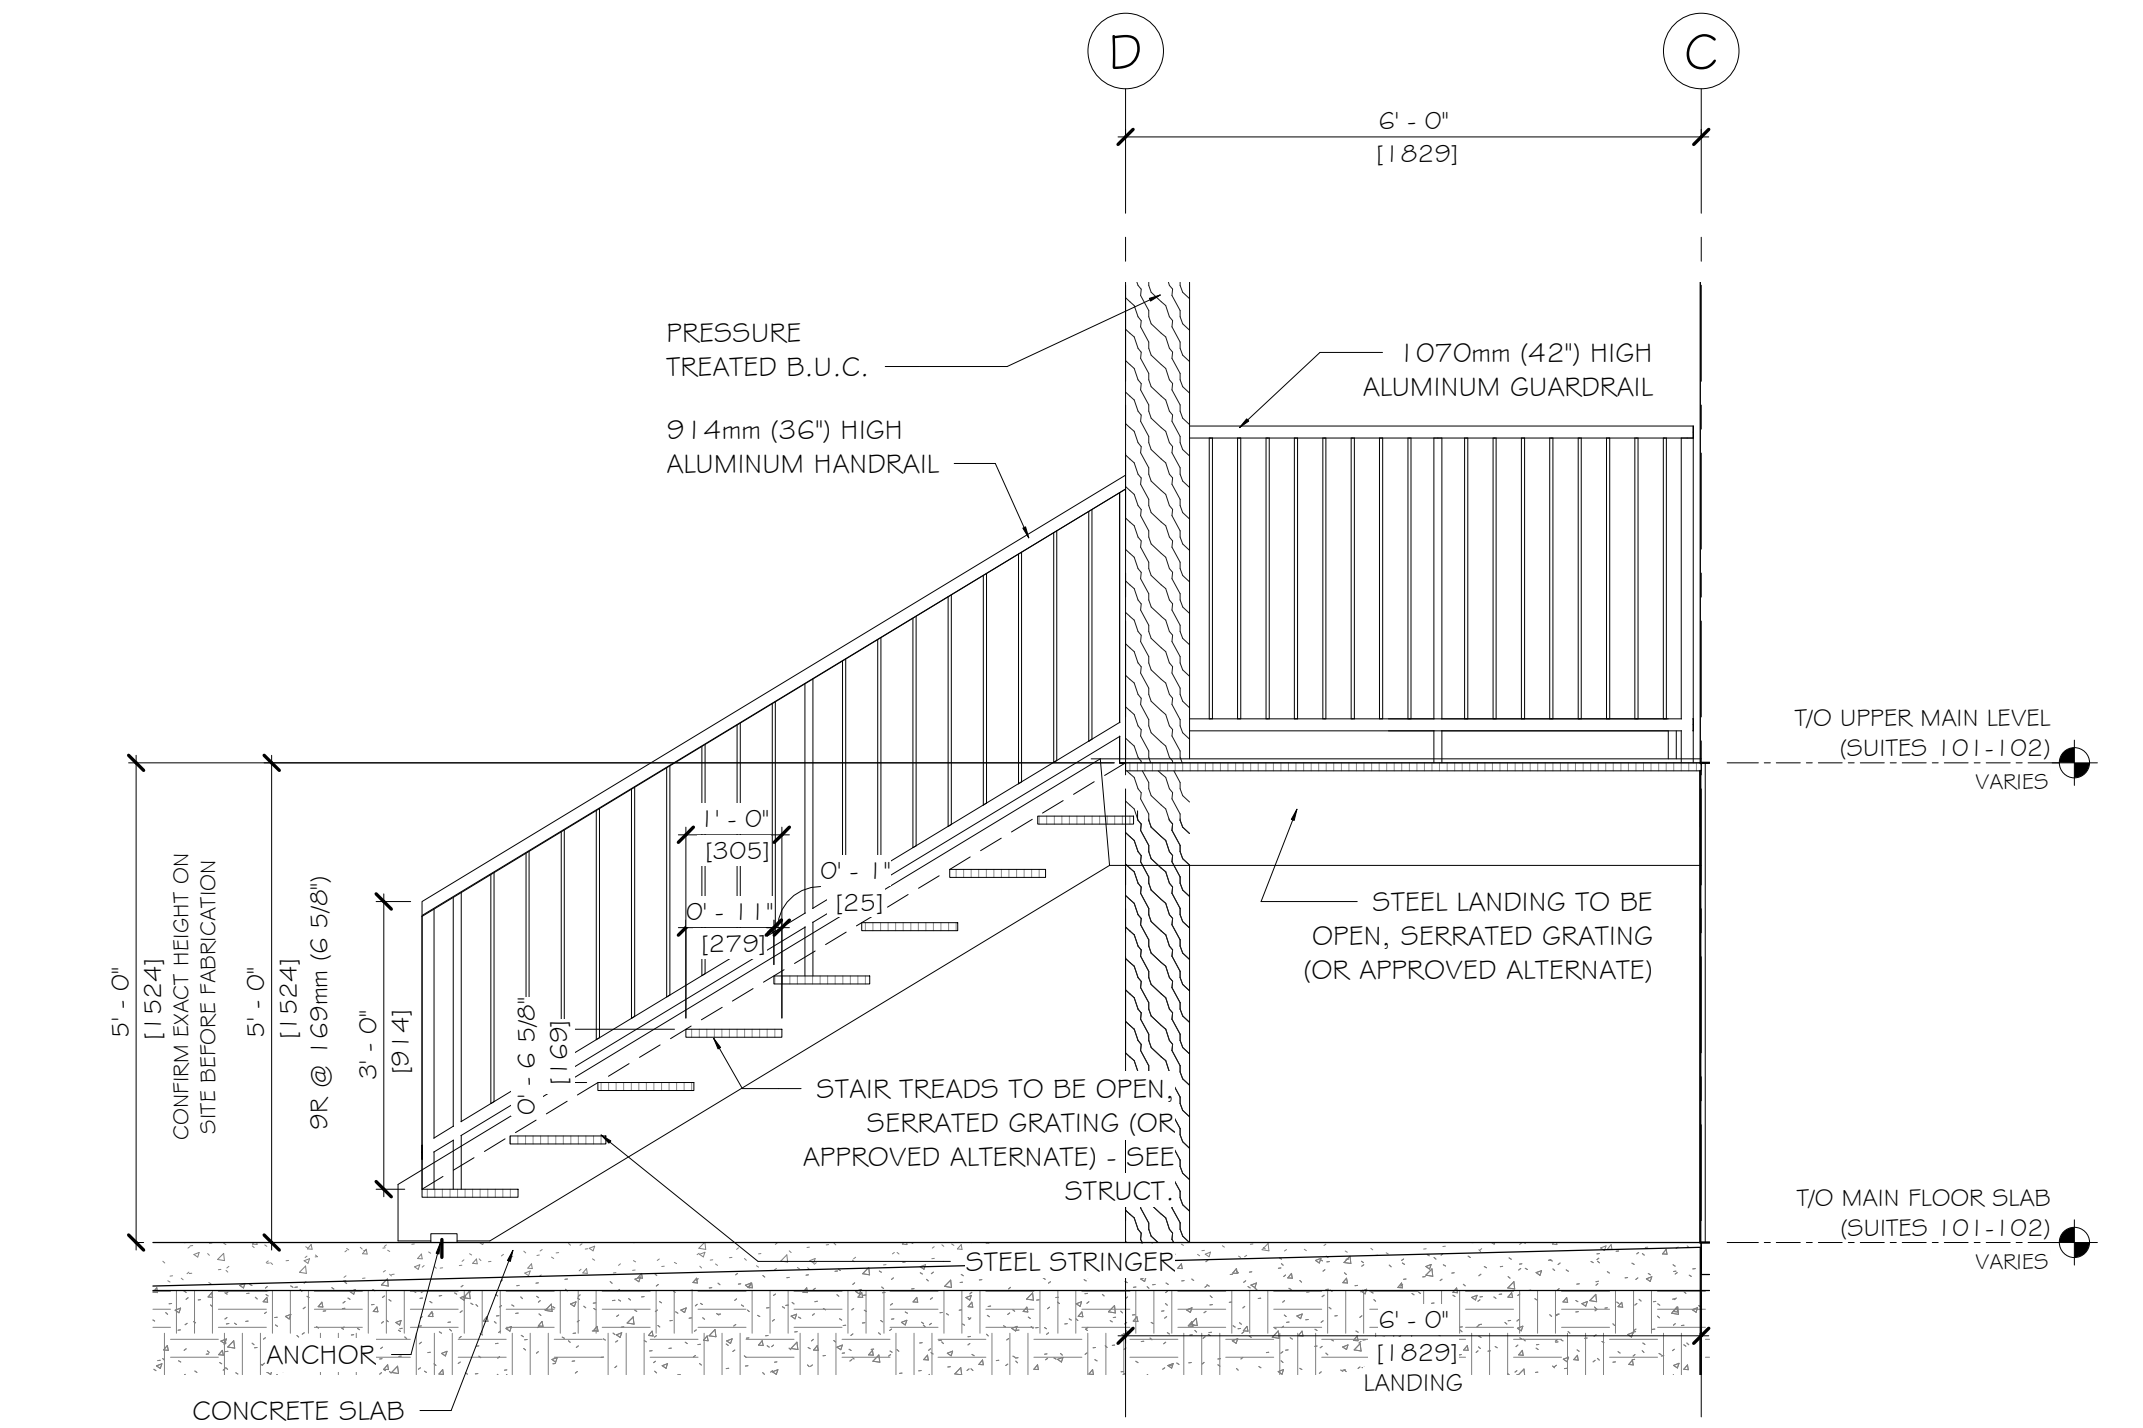 D
C
6' - 0"
[1829]
PRESSURE
TREATED B.U.C.
1070mm (42") HIGH
ALUMINUM GUARDRAIL
914mm (36") HIGH
ALUMINUM HANDRAIL
T/O UPPER MAIN LEVEL
(SUITES 101-102)
VARIES
1' - 0"
[305]
0' - 1"
[25]
0' - 11"
[279]
5' - 0"
[1524]
CONFIRM EXACT HEIGHT ON
SITE BEFORE FABRICATION
5' - 0"
[1524]
9R @ 169mm (6 5/8")
3' - 0"
[914]
0' - 6 5/8"
[169]
STEEL LANDING TO BE
OPEN, SERRATED GRATING
(OR APPROVED ALTERNATE)
STAIR TREADS TO BE OPEN,
SERRATED GRATING (OR
APPROVED ALTERNATE) - SEE
STRUCT.
T/O MAIN FLOOR SLAB
(SUITES 101-102)
VARIES
STEEL STRINGER
6' - 0"
[1829]
LANDING
ANCHOR
CONCRETE SLAB